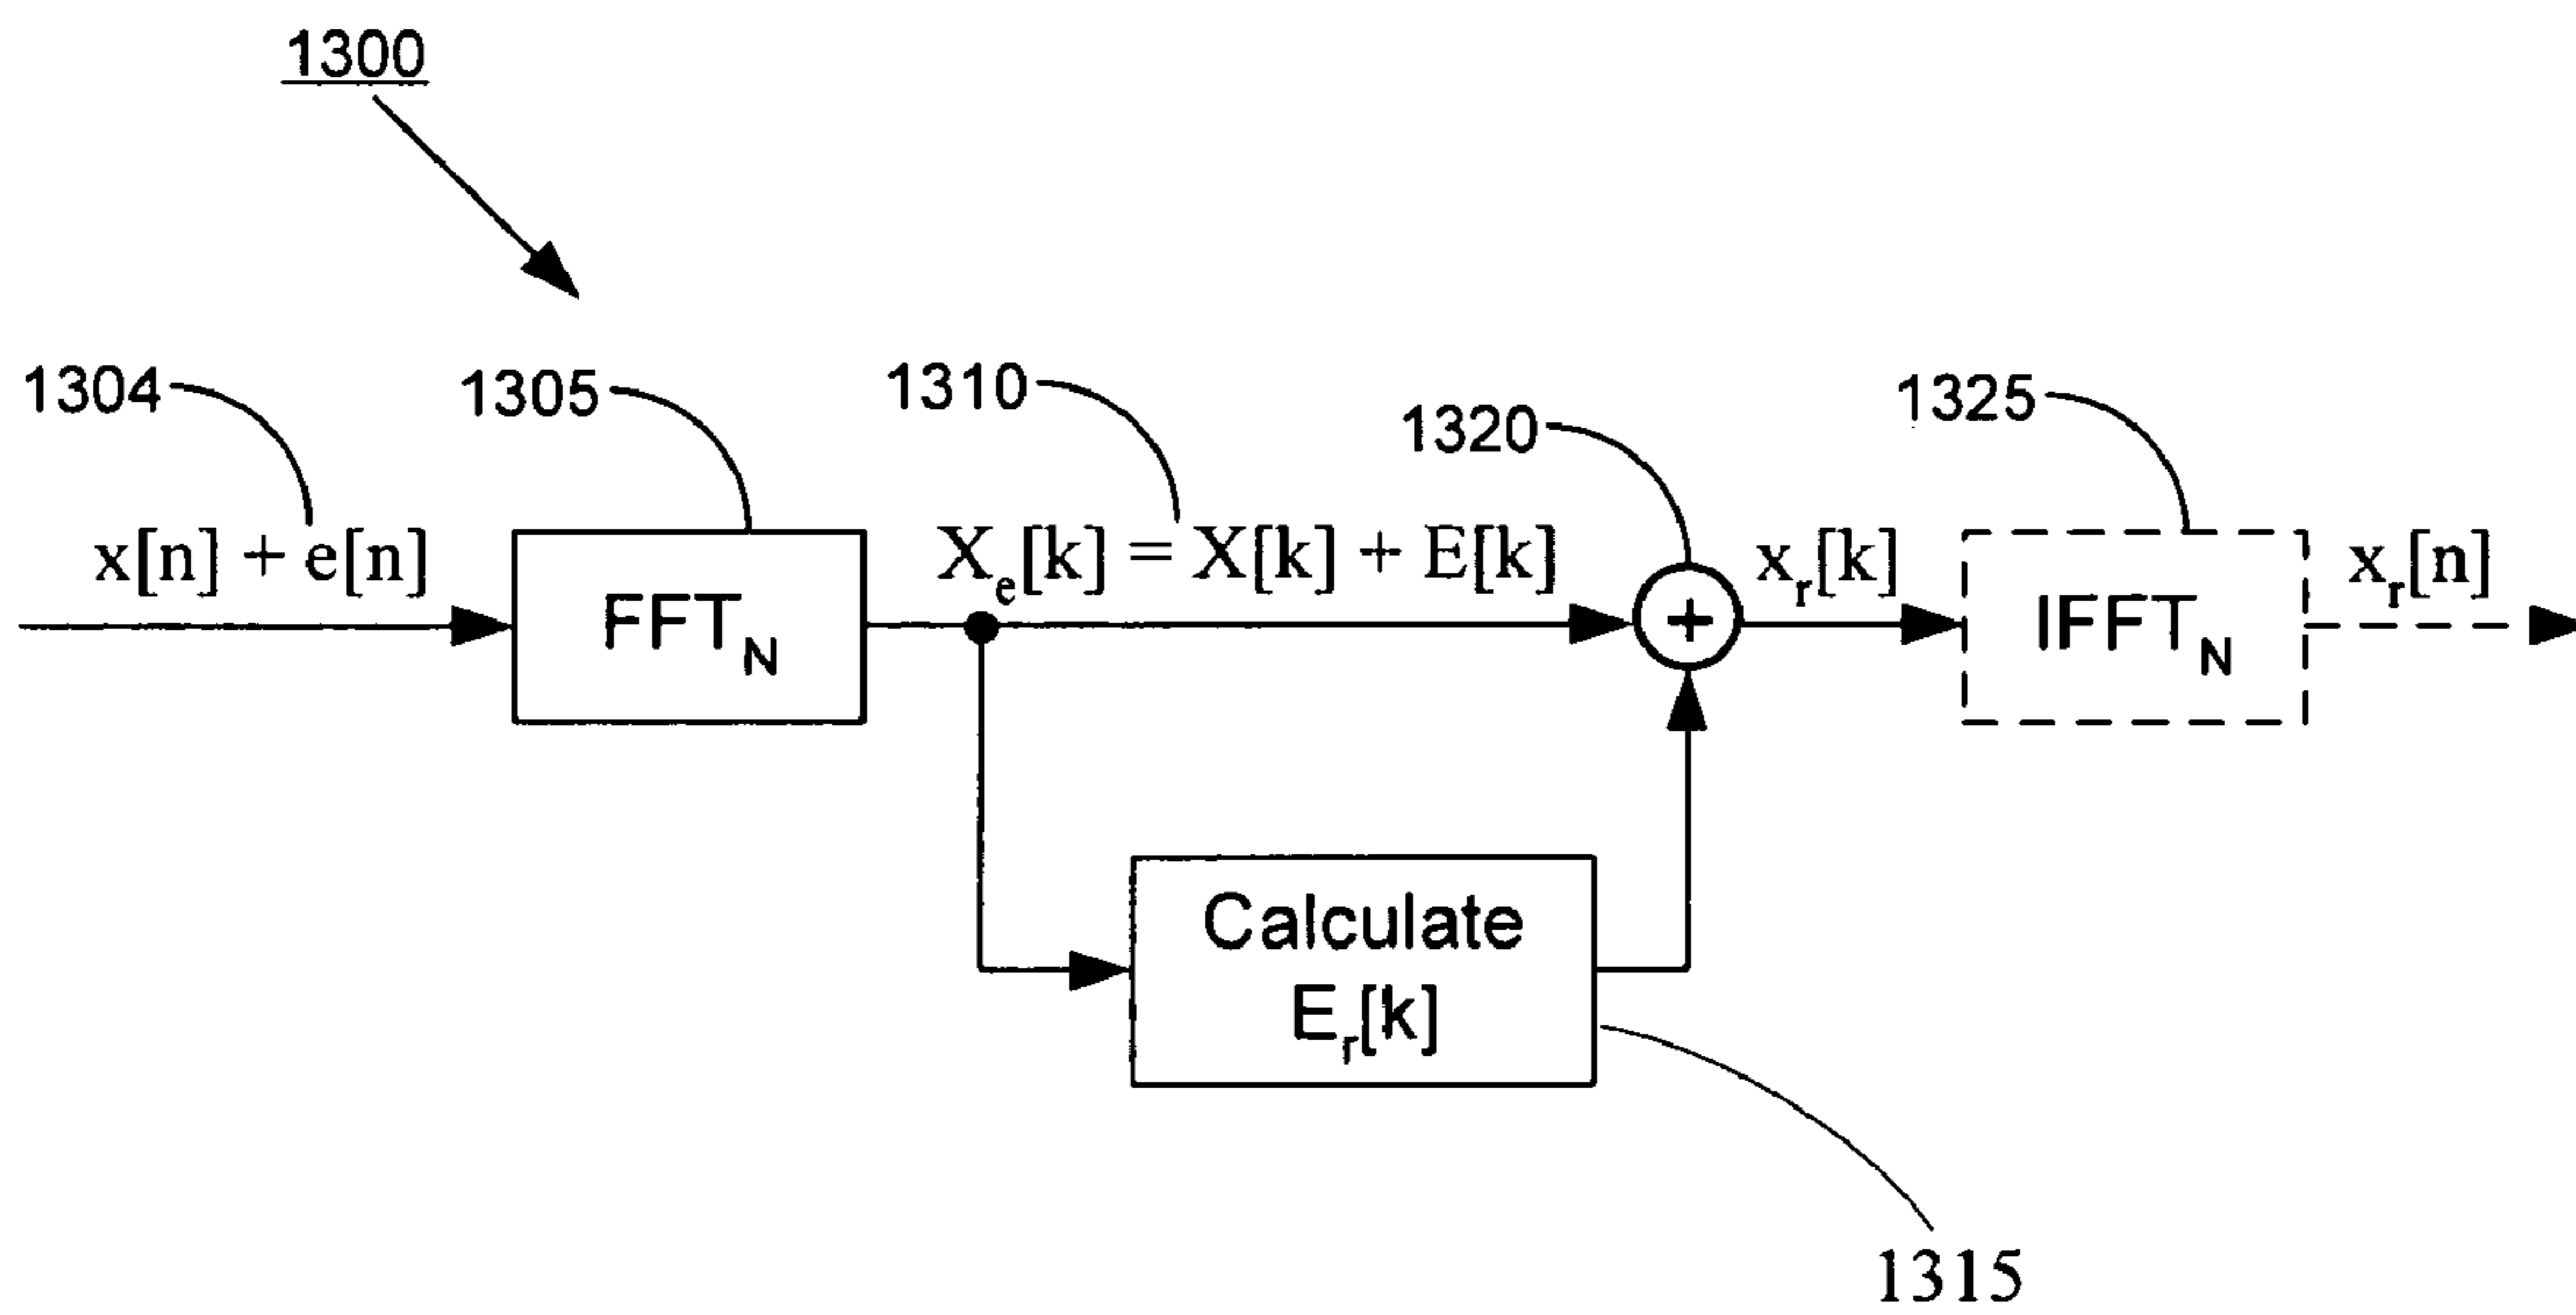 1300
1304
1305
1310
1320
1325
x[n] + e[n]
FFT_N
X_e[k] = X[k] + E[k]
+
x_r[k]
IFFT_N
x_r[n]
Calculate
E_r[k]
1315